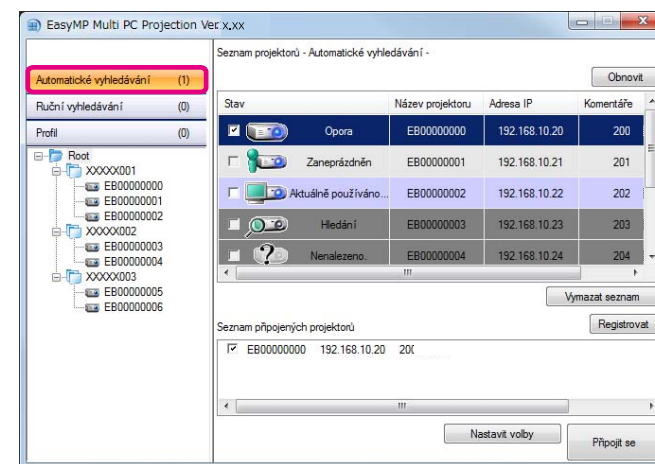 EasyMP Multi PC Projection Ver.x.xx
Seznam projektorů - Automatické vyhledávání -
Automatické vyhledávání (1)
Obnovit
Ruční vyhledávání (0)
Profil (0)
Root
XXXXX001
EB00000000
EB00000001
EB00000002
XXXXX002
EB00000003
EB00000004
XXXXX003
EB00000005
EB00000006
Stav Název projektoru Adresa IP Komentáře
Opora EB00000000 192.168.10.20 200
Zaneprázdněn EB00000001 192.168.10.21 201
Aktuálně používáno... EB00000002 192.168.10.22 202
Hledání EB00000003 192.168.10.23 203
Nenalezeno. EB00000004 192.168.10.24 204
Vymazat seznam
Seznam připojených projektorů
Registrovat
EB00000000 192.168.10.20 200
Nastavit volby
Připojit se